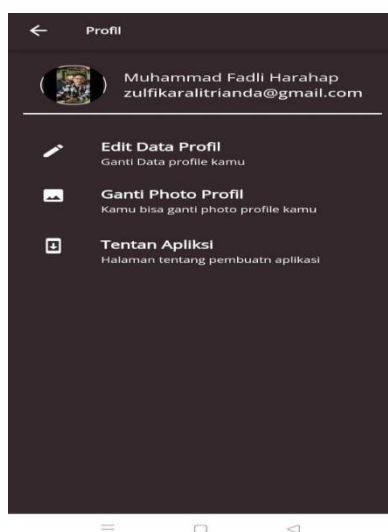 Profil
Muhammad Fadli Harahap
zulfikaralitrianda@gmail.com
Edit Data Profil
Ganti Data profile kamu
Ganti Photo Profil
Kamu bisa ganti photo profile kamu
Tentan Apliksi
Halaman tentang pembuatn aplikasi